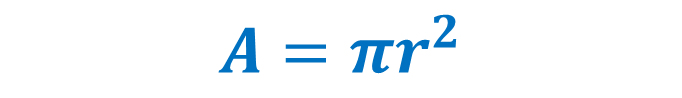 A = πr²